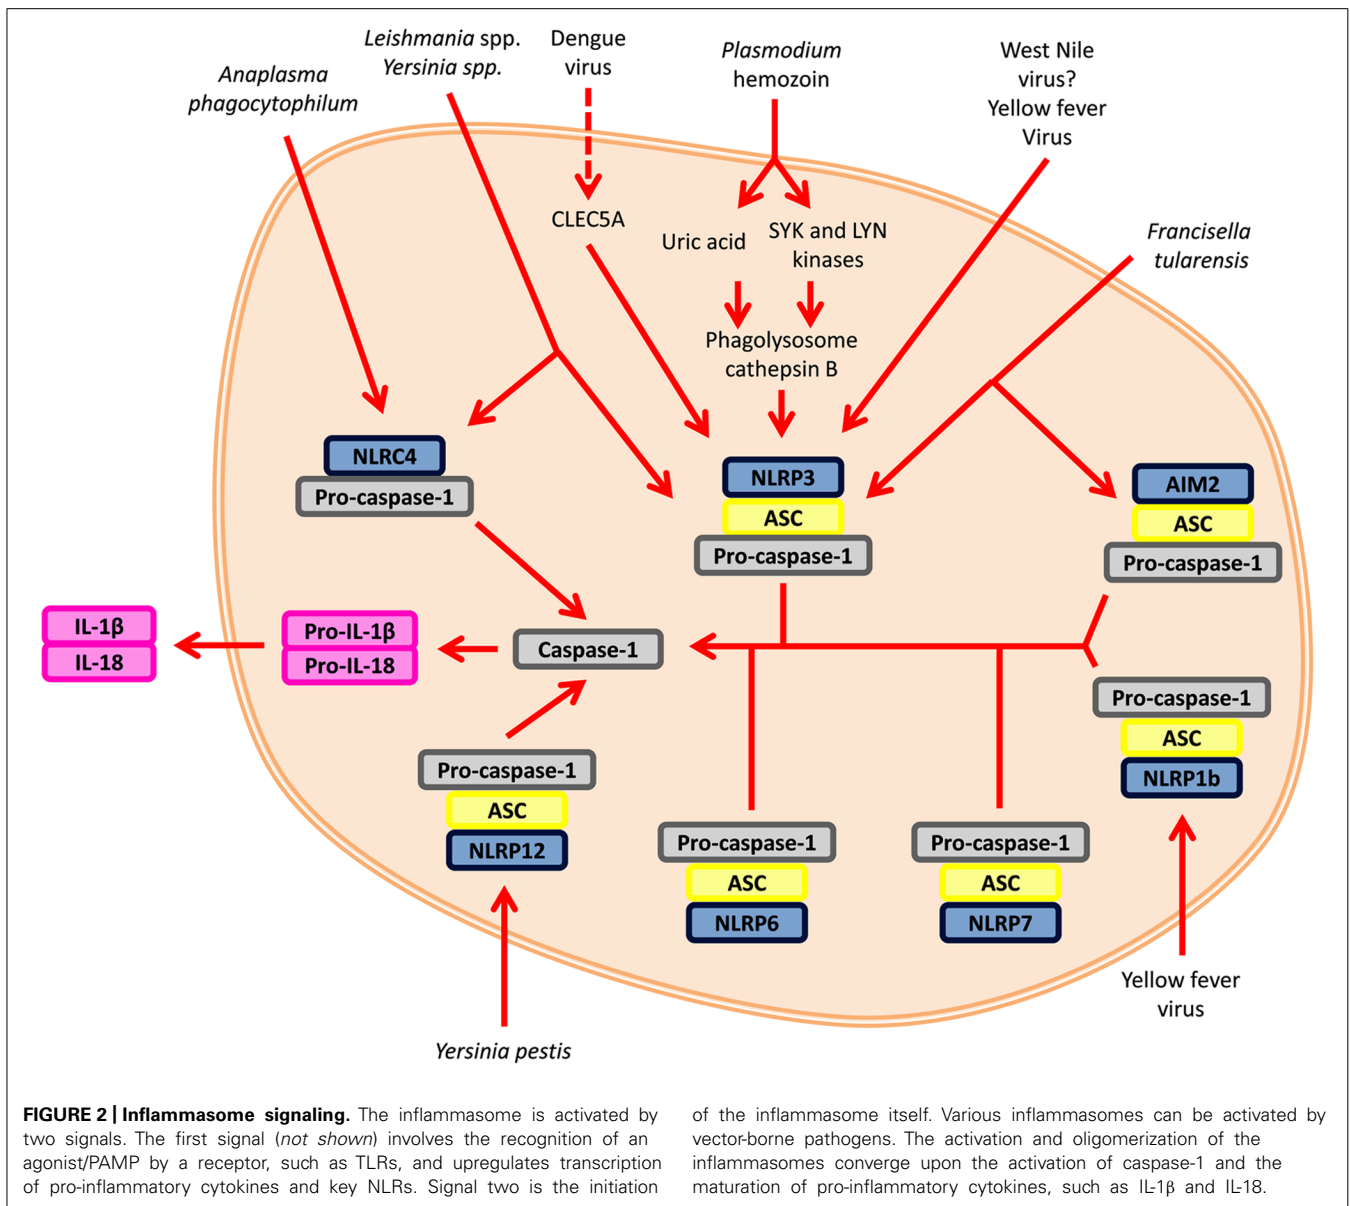 Leishmania spp.
Yersinia spp.
Dengue
virus
Plasmodium
hemozoin
West Nile
virus?
Yellow fever
Virus
Anaplasma
phagocytophilum
CLEC5A
Uric acid
SYK and LYN
kinases
Francisella
tularensis
Phagolysosome
cathepsin B
NLRC4
Pro-caspase-1
NLRP3
ASC
Pro-caspase-1
AIM2
ASC
Pro-caspase-1
IL-1β
IL-18
Pro-IL-1β
Pro-IL-18
Caspase-1
Pro-caspase-1
ASC
NLRP1b
Pro-caspase-1
ASC
NLRP12
Pro-caspase-1
ASC
NLRP6
Pro-caspase-1
ASC
NLRP7
Yellow fever
virus
Yersinia pestis
FIGURE 2 | Inflammasome signaling. The inflammasome is activated by
two signals. The first signal (not shown) involves the recognition of an
agonist/PAMP by a receptor, such as TLRs, and upregulates transcription
of pro-inflammatory cytokines and key NLRs. Signal two is the initiation
of the inflammasome itself. Various inflammasomes can be activated by
vector-borne pathogens. The activation and oligomerization of the
inflammasomes converge upon the activation of caspase-1 and the
maturation of pro-inflammatory cytokines, such as IL-1β and IL-18.